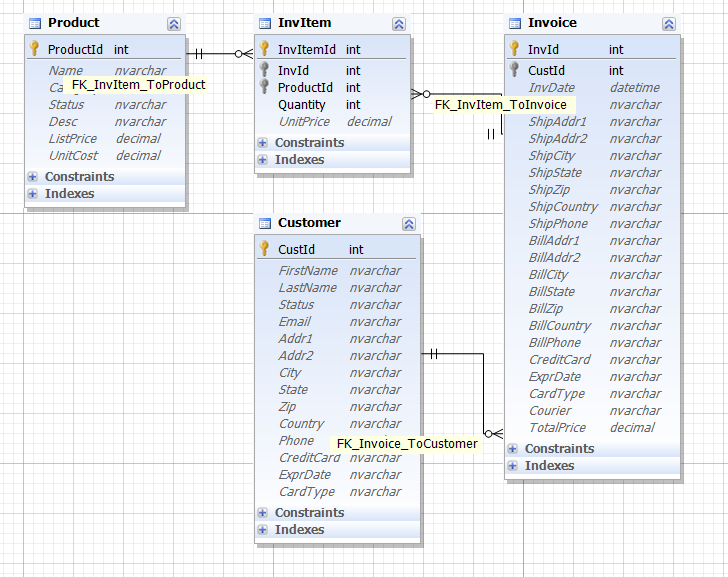 Product
ProductId int
Name nvarchar
FK_InvItem_ToProduct
Status nvarchar
Desc nvarchar
ListPrice decimal
UnitCost decimal
Constraints
Indexes
InvItem
InvItemId int
InvId int
ProductId int
Quantity int
UnitPrice decimal
Constraints
Indexes
FK_InvItem_ToInvoice
Invoice
InvId int
CustId int
InvDate datetime
nvarchar
ShipAddr1 nvarchar
ShipAddr2 nvarchar
ShipCity nvarchar
ShipState nvarchar
ShipZip nvarchar
ShipCountry nvarchar
ShipPhone nvarchar
BillAddr1 nvarchar
BillAddr2 nvarchar
BillCity nvarchar
BillState nvarchar
BillZip nvarchar
BillCountry nvarchar
BillPhone nvarchar
CreditCard nvarchar
ExprDate nvarchar
CardType nvarchar
Courier nvarchar
TotalPrice decimal
Constraints
Indexes
Customer
CustId int
FirstName nvarchar
LastName nvarchar
Status nvarchar
Email nvarchar
Addr1 nvarchar
Addr2 nvarchar
City nvarchar
State nvarchar
Zip nvarchar
Country nvarchar
Phone
FK_Invoice_ToCustomer
CreditCard nvarchar
ExprDate nvarchar
CardType nvarchar
Constraints
Indexes